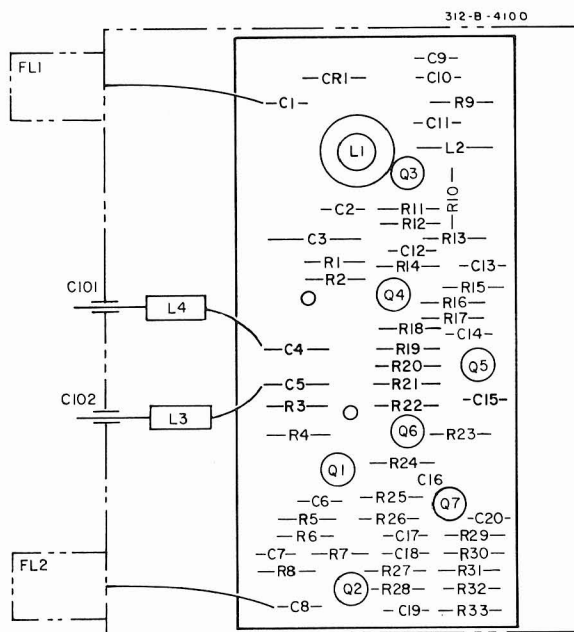 312-B-4100
FL1
C9
CR1 C10
C1 R9
C11
L1 L2
Q3
R10
C2 R11
R12
C3 R13
C12
R1 R14 C13
R2
C101 Q4 R15
L4 R16
R17
R18 C14
C4 R19
R20 Q5
C5 R21
C102 R3 R22 C15
L3
R4 Q6 R23
Q1 R24
C16
C6 R25 Q7
R5 R26 C20
R6 C17 R29
FL2 C7 R7 C18 R30
R8 R27 R31
Q2 R28 R32
C8 C19 R33